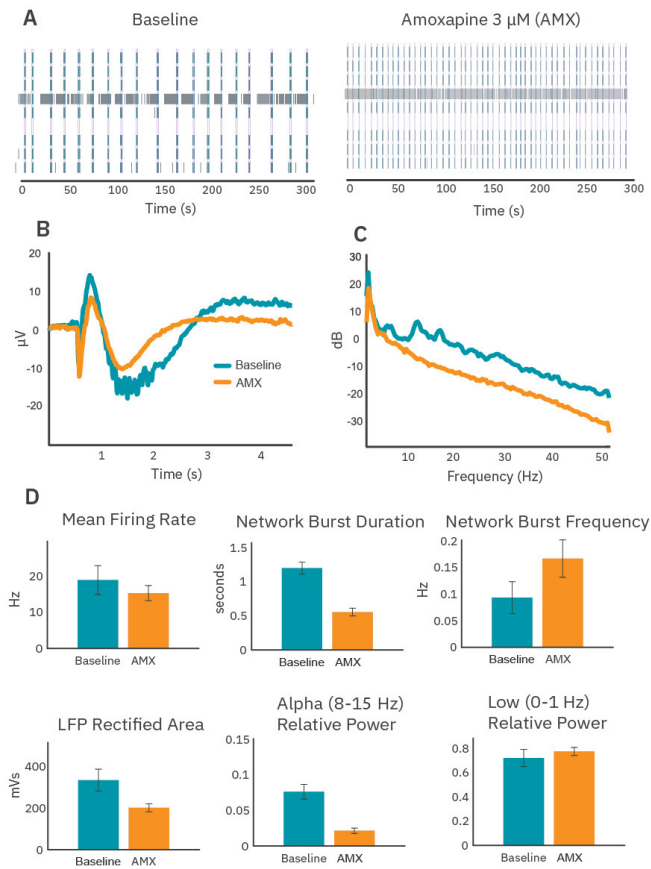 A
Baseline
Amoxapine 3 µM (AMX)
0 50 100 150 200 250 300
Time (s)
0 50 100 150 200 250 300
Time (s)
B
20
10
0
-10
-20
µV
Baseline
AMX
1 2 3 4
Time (s)
C
30
20
10
0
-10
-20
-30
dB
10 20 30 40 50
Frequency (Hz)
D
Mean Firing Rate
20
10
0
Hz
Baseline AMX
Network Burst Duration
1.5
1
0.5
0
seconds
Baseline AMX
Network Burst Frequency
0.2
0.15
0.1
0.05
0
Hz
Baseline AMX
LFP Rectified Area
400
200
0
mVs
Baseline AMX
Alpha (8-15 Hz)
Relative Power
0.15
0.1
0.05
0
Baseline AMX
Low (0-1 Hz)
Relative Power
0.8
0.6
0.4
0.2
0
Baseline AMX